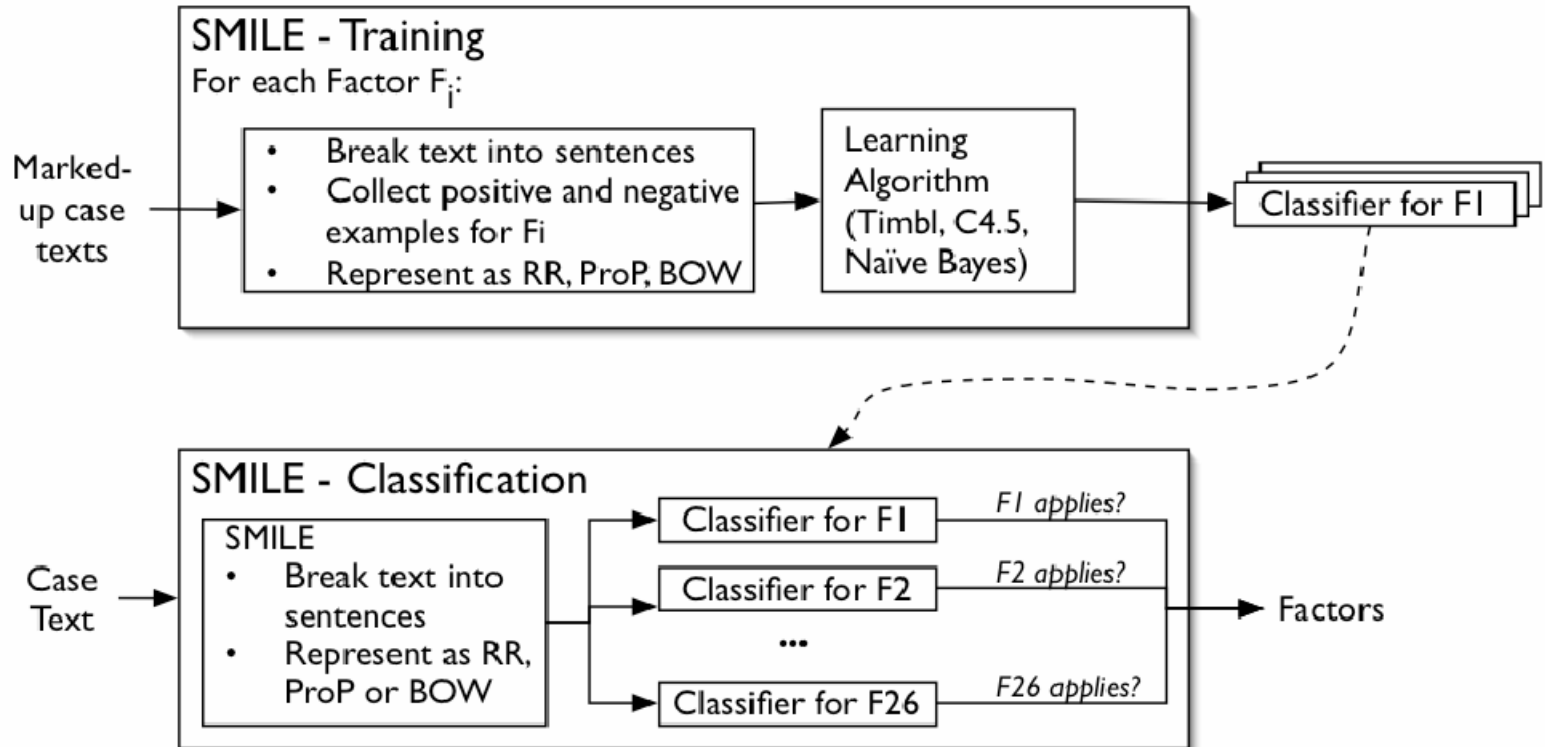 SMILE - Training
For each Factor Fi:
Marked-
up case
texts
• Break text into sentences
• Collect positive and negative
examples for Fi
• Represent as RR, ProP, BOW
Learning
Algorithm
(Timbl, C4.5,
Naïve Bayes)
Classifier for F1
SMILE - Classification
Case
Text
SMILE
• Break text into
sentences
• Represent as RR,
ProP or BOW
Classifier for F1
F1 applies?
Classifier for F2
F2 applies?
...
Classifier for F26
F26 applies?
Factors